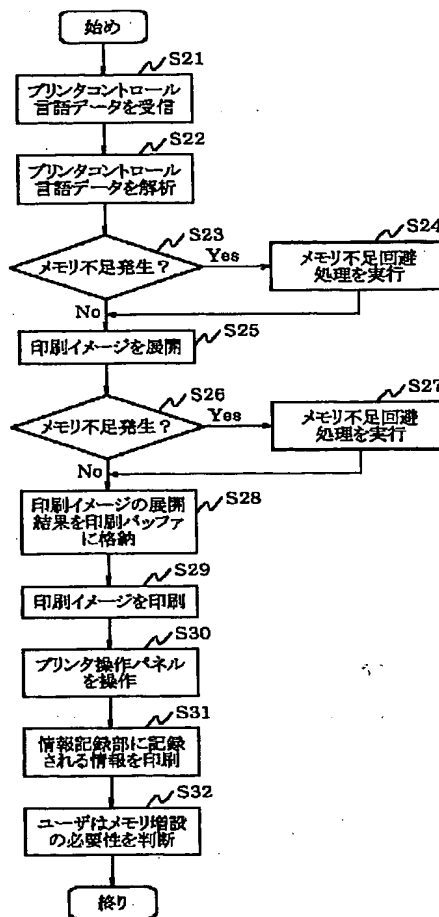 始め
S21
プリンタコントロール
言語データを受信
S22
プリンタコントロール
言語データを解析
S23
メモリ不足発生?
Yes
S24
メモリ不足回避
処理を実行
No
S25
印刷イメージを展開
S26
メモリ不足発生?
Yes
S27
メモリ不足回避
処理を実行
No
S28
印刷イメージの展開
結果を印刷バッファ
に格納
S29
印刷イメージを印刷
S30
プリンタ操作パネル
を操作
S31
情報記録部に記録
される情報を印刷
S32
ユーザはメモリ増設
の必要性を判断
終り